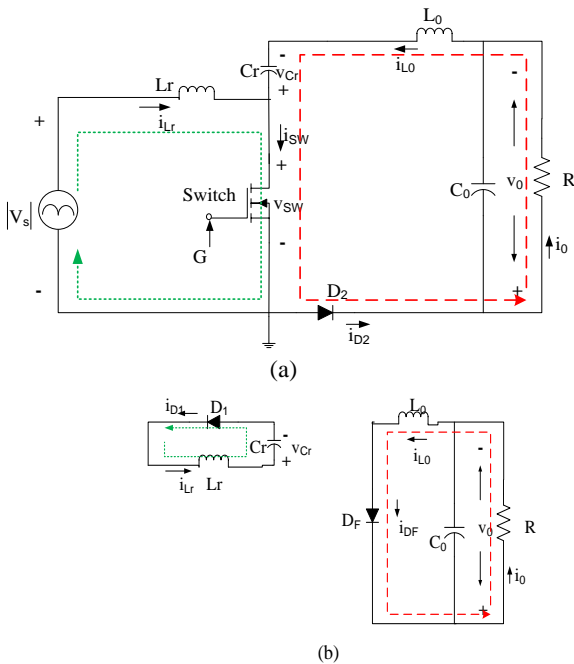 L0
Cr
-
vCr
+
iL0
-
Lr
iLr
+
iSW
+
Switch
vSW
C0
v0
R
|Vs|
G
-
-
i0
D2
+
iD2
(a)
iD1
D1
Cr
-
vCr
+
iLr
Lr
L0
iL0
-
DF
iDF
C0
v0
R
+
i0
(b)